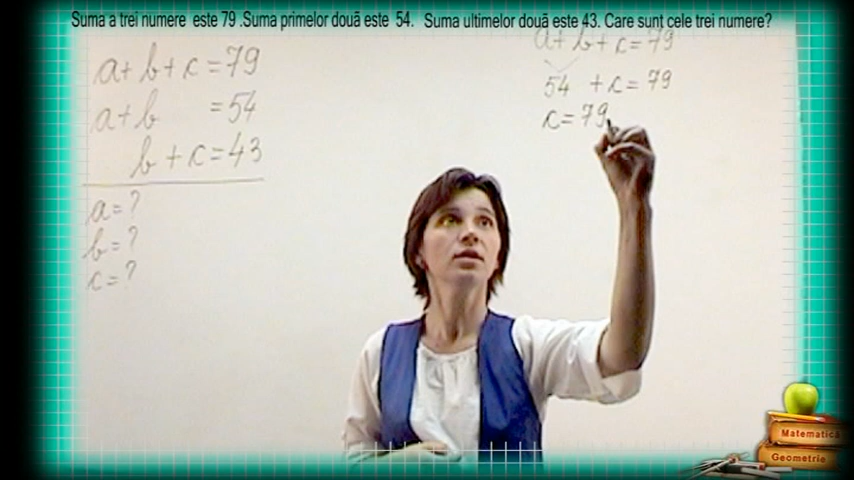 Suma a trei numere este 79 .Suma primelor două este 54. Suma ultimelor două este 43. Care sunt cele trei numere?
a+b+c=79
a+b =54
b+c=43
a=?
b=?
c=?
a+b+c=79
54 +c=79
c=79
Matematică
Geometrie